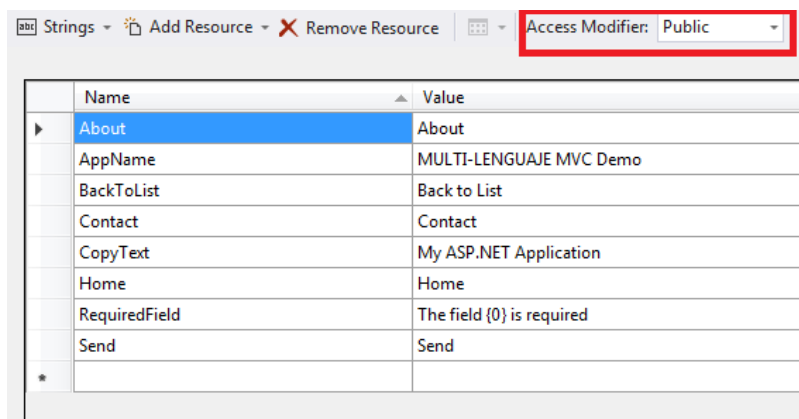 abc Strings Add Resource Remove Resource Access Modifier: Public
Name Value
About About
AppName MULTI-LENGUAJE MVC Demo
BackToList Back to List
Contact Contact
CopyText My ASP.NET Application
Home Home
RequiredField The field {0} is required
Send Send
*